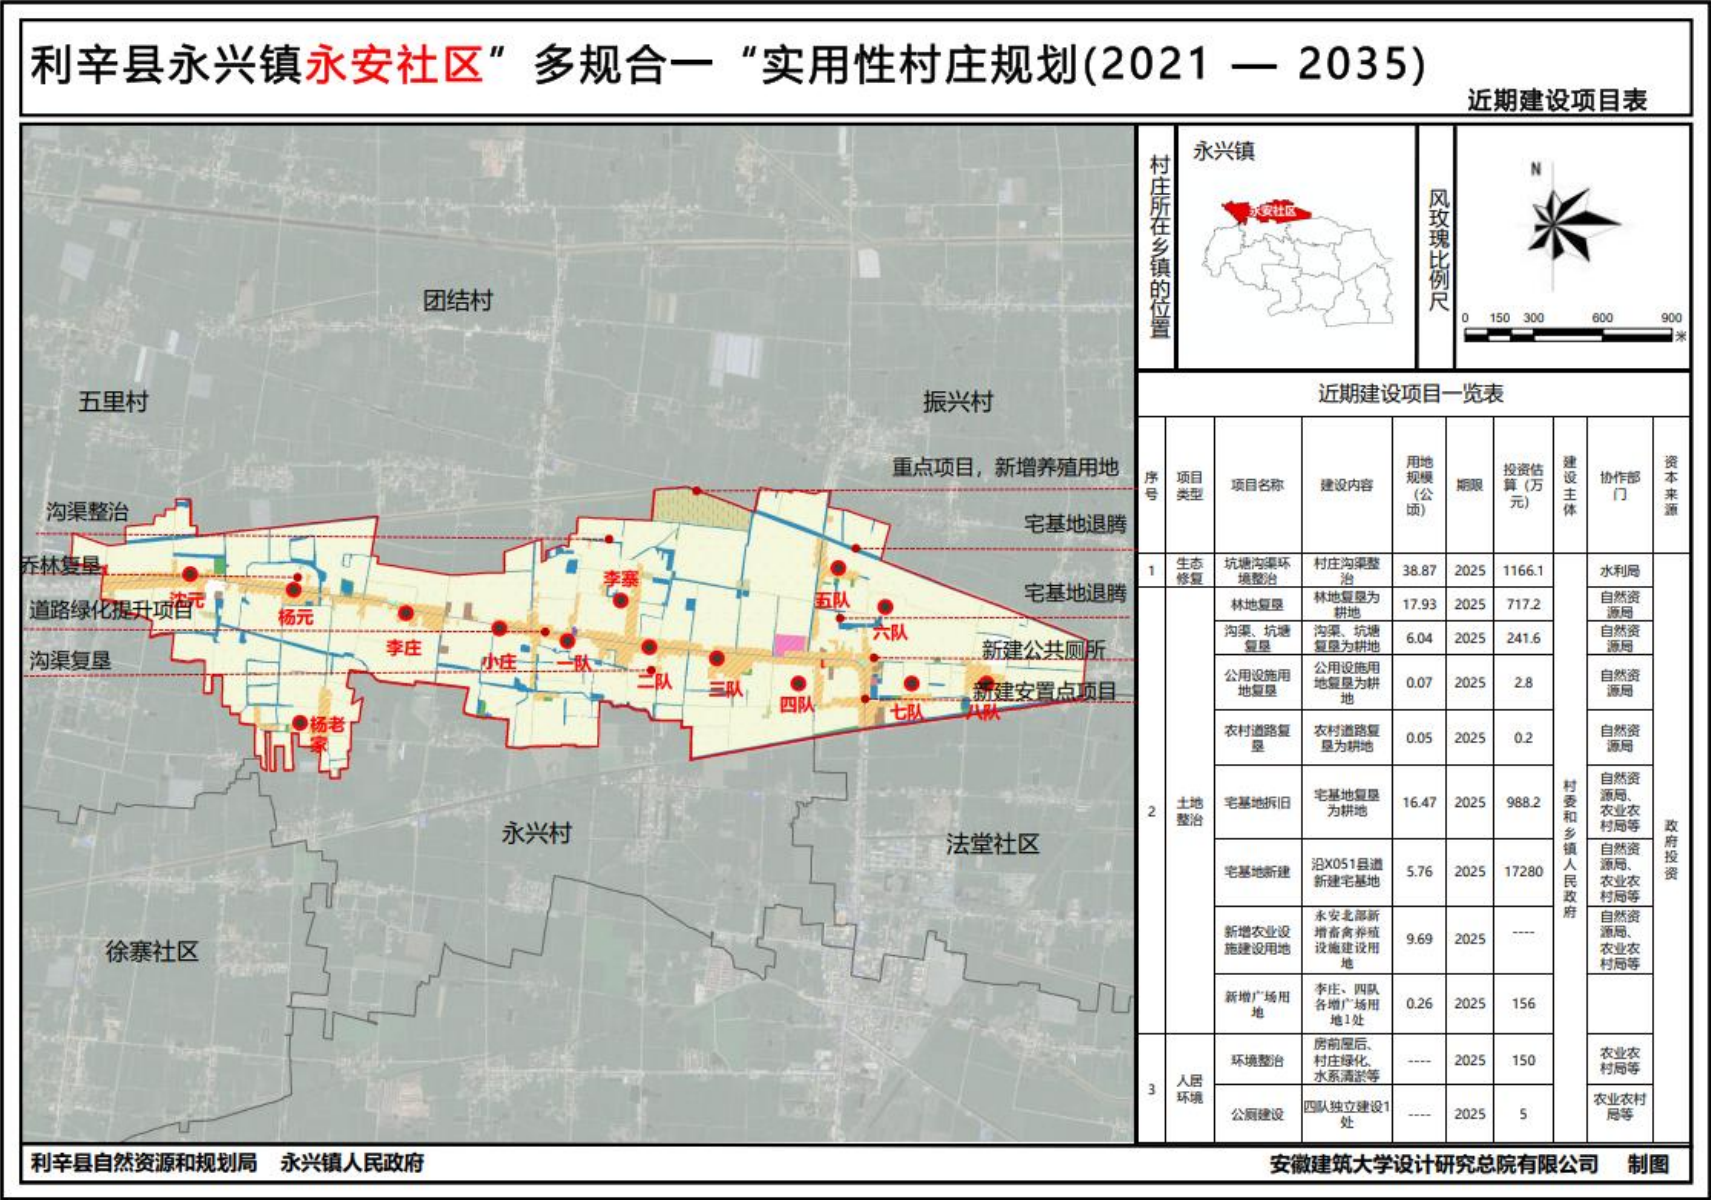 利辛县永兴镇永安社区”多规合一“实用性村庄规划(2021 — 2035)
近期建设项目表
团结村
五里村
振兴村
重点项目，新增养殖用地
沟渠整治
宅基地退腾
乔林复垦
宅基地退腾
道路绿化提升项目
沟渠复垦
新建公共厕所
新建安置点项目
沈元
杨元
李庄
小庄
李寨
一队
二队
三队
四队
五队
六队
七队
八队
杨老
家
永兴村
法堂社区
徐寨社区
村庄所在乡镇的位置
永兴镇
永安社区
风玫瑰比例尺
N
0 150 300 600 900
米
近期建设项目一览表
序号 项目类型 项目名称 建设内容 用地规模（公顷） 期限 投资估算（万元） 建设主体 协作部门 资本来源
1 生态修复 坑塘沟渠环境整治 村庄沟渠整治 38.87 2025 1166.1 水利局
2 土地整治 林地复垦 林地复垦为耕地 17.93 2025 717.2 自然资源局
沟渠、坑塘复垦 沟渠、坑塘复垦为耕地 6.04 2025 241.6 自然资源局
公用设施用地复垦 公用设施用地复垦为耕地 0.07 2025 2.8 自然资源局
农村道路复垦 农村道路复垦为耕地 0.05 2025 0.2 自然资源局
宅基地拆旧 宅基地复垦为耕地 16.47 2025 988.2 自然资源局、农业农村局等
宅基地新建 沿X051县道新建宅基地 5.76 2025 17280 自然资源局、农业农村局等
新增农业设施建设用地 永安北部新增畜禽养殖设施建设用地 9.69 2025 ---- 自然资源局、农业农村局等
新增广场用地 李庄、四队各增广场用地1处 0.26 2025 156
3 人居环境 环境整治 房前屋后、村庄绿化、水系清淤等 ---- 2025 150 农业农村局等
公厕建设 四队独立建设1处 ---- 2025 5 农业农村局等
村委和乡镇人民政府
政府投资
利辛县自然资源和规划局 永兴镇人民政府
安徽建筑大学设计研究总院有限公司 制图